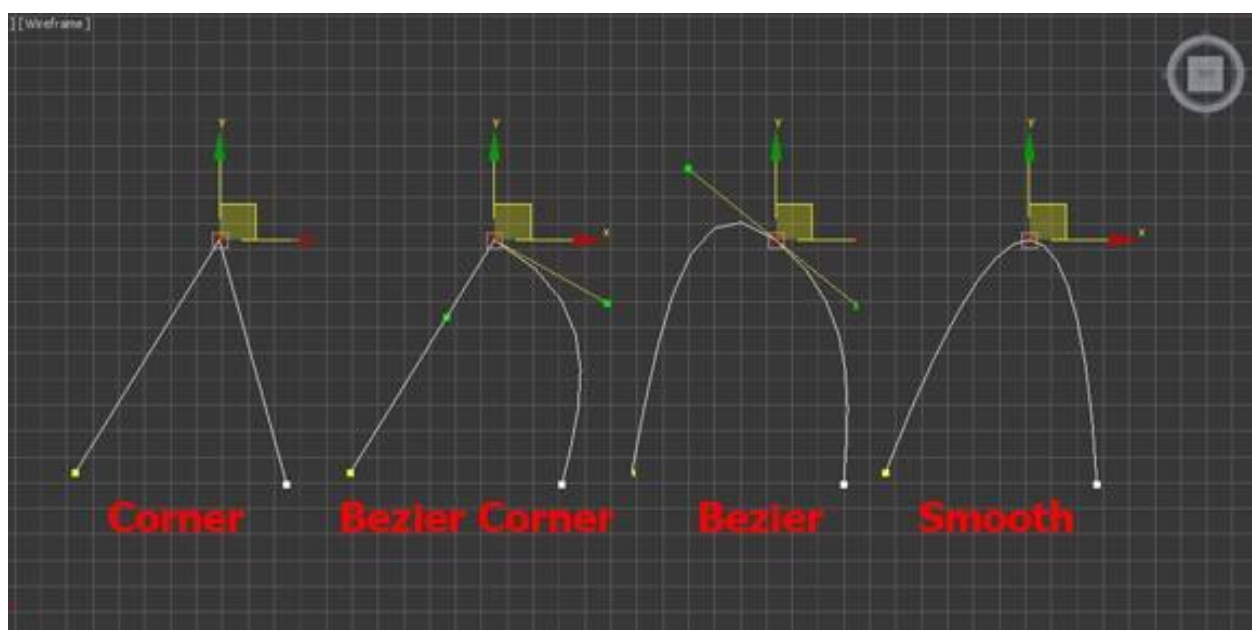 ] [ Wireframe ]
y
y
y
y
x
x
Corner
Bezier Corner
Bezier
Smooth